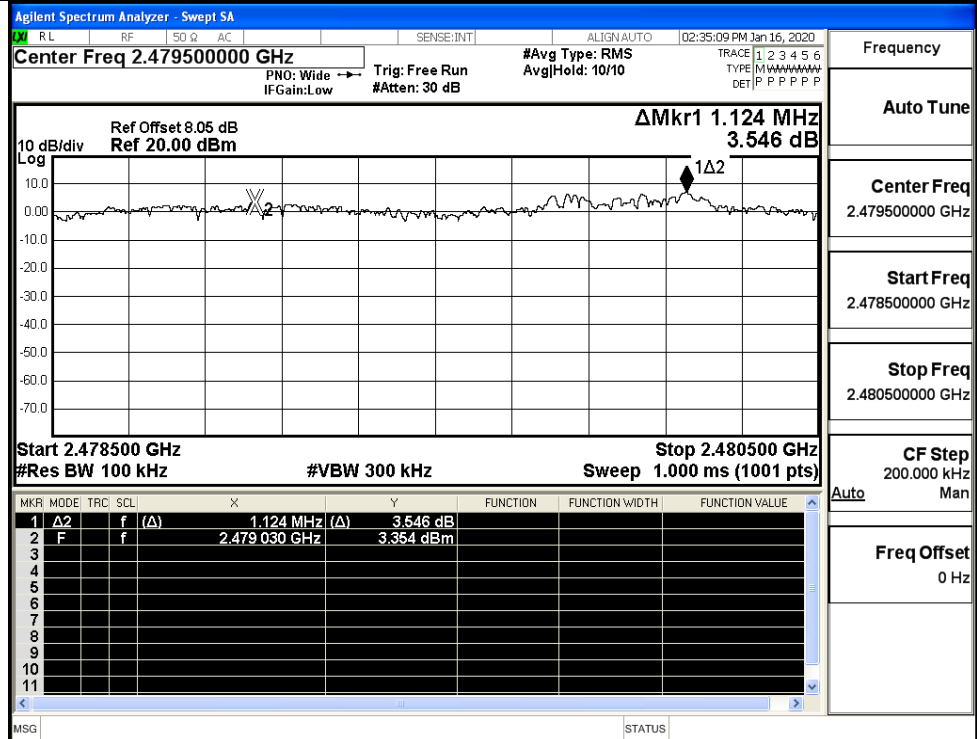 Agilent Spectrum Analyzer - Swept SA
LXI RL RF 50 Ω AC SENSE:INT ALIGN AUTO 02:35:09 PM Jan 16, 2020
Center Freq 2.479500000 GHz
PNO: Wide
IFGain:Low
Trig: Free Run
#Atten: 30 dB
#Avg Type: RMS
Avg|Hold: 10/10
TRACE 1 2 3 4 5 6
TYPE M WWWWW
DET P P P P P P
ΔMkr1 1.124 MHz
3.546 dB
Ref Offset 8.05 dB
10 dB/div Ref 20.00 dBm
Log
10.0
0.00
-10.0
-20.0
-30.0
-40.0
-50.0
-60.0
-70.0
X2
1Δ2
Start 2.478500 GHz Stop 2.480500 GHz
#Res BW 100 kHz #VBW 300 kHz Sweep 1.000 ms (1001 pts)
MKR MODE TRC SCL X Y FUNCTION FUNCTION WIDTH FUNCTION VALUE
1 Δ2 f (Δ) 1.124 MHz (Δ) 3.546 dB
2 F f 2.479 030 GHz 3.354 dBm
3
4
5
6
7
8
9
10
11
MSG STATUS
Frequency
Auto Tune
Center Freq
2.479500000 GHz
Start Freq
2.478500000 GHz
Stop Freq
2.480500000 GHz
CF Step
200.000 kHz
Auto Man
Freq Offset
0 Hz